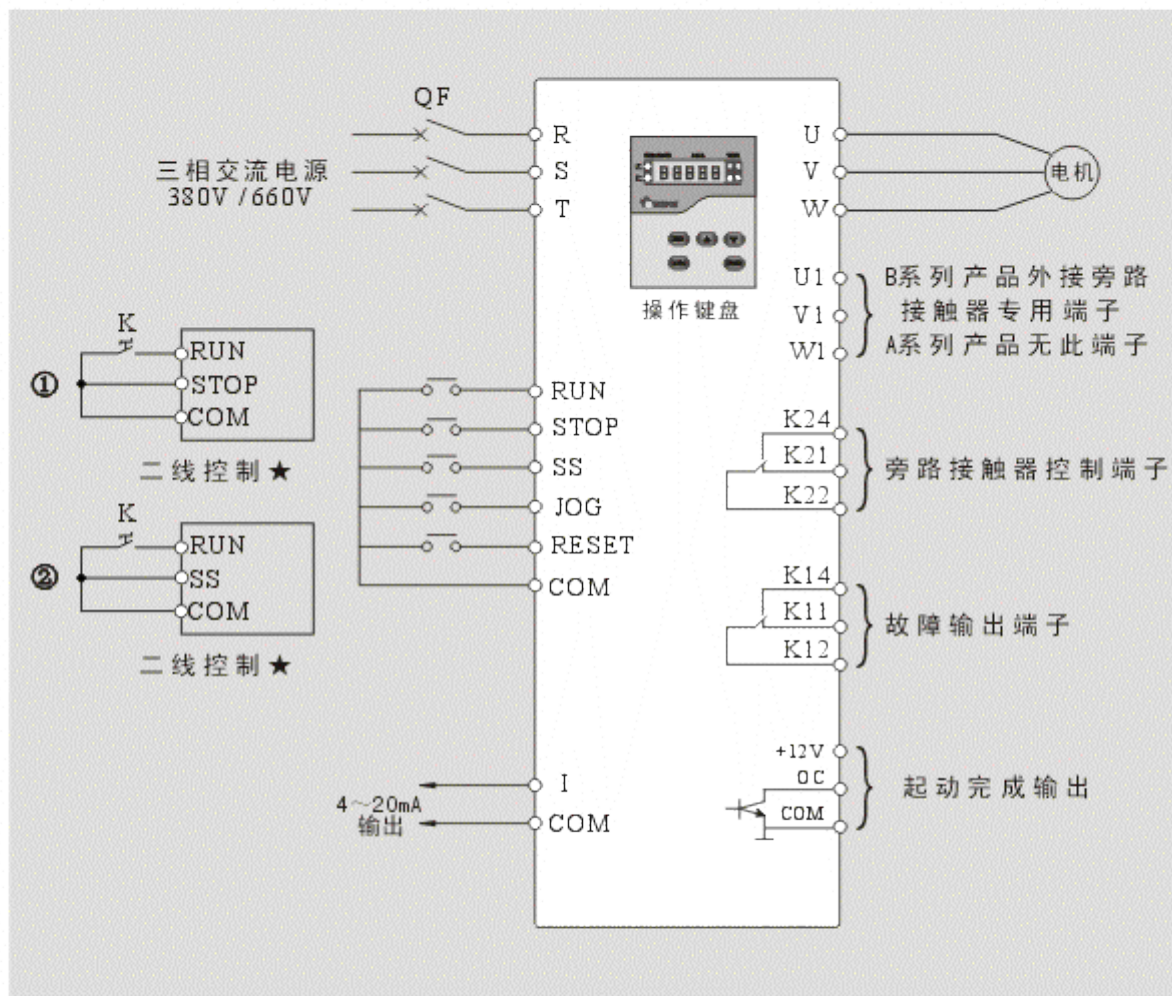 QF
R
S
T
三相交流电源
380V /660V
U
V
W
电机
操作键盘
U1
V1
W1
B系列产品外接旁路
接触器专用端子
A系列产品无此端子
K
RUN
STOP
COM
①
二线控制★
K
RUN
SS
COM
②
二线控制★
RUN
STOP
SS
JOG
RESET
COM
K24
K21
K22
旁路接触器控制端子
K14
K11
K12
故障输出端子
I
COM
4～20mA
输出
+12V
OC
COM
起动完成输出